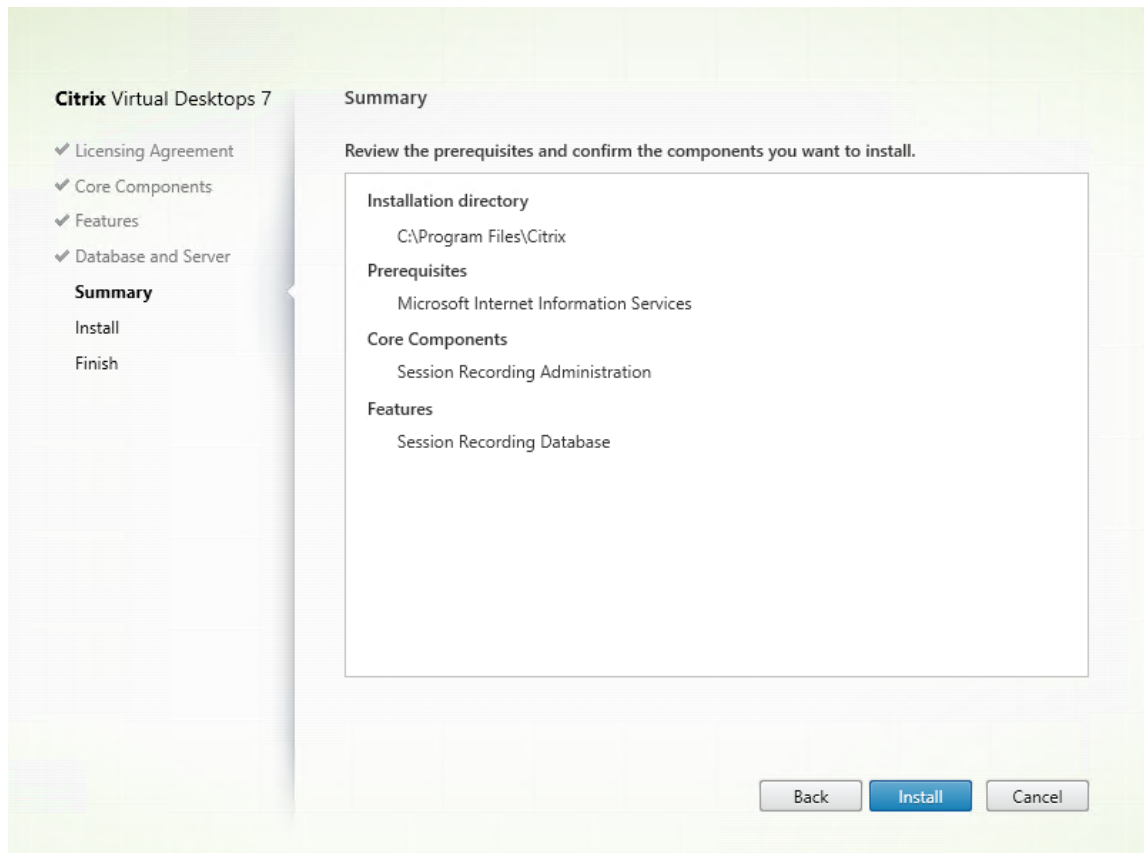 Citrix Virtual Desktops 7
Licensing Agreement
Core Components
Features
Database and Server
Summary
Install
Finish
Summary
Review the prerequisites and confirm the components you want to install.
Installation directory
C:\Program Files\Citrix
Prerequisites
Microsoft Internet Information Services
Core Components
Session Recording Administration
Features
Session Recording Database
Back
Install
Cancel